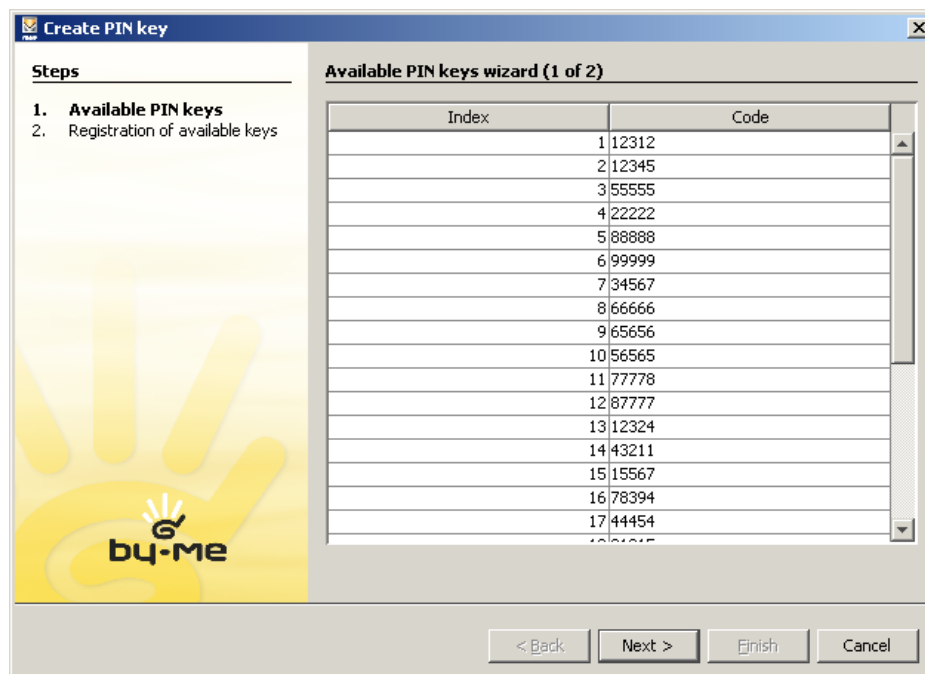 Create PIN key
Steps
1. Available PIN keys
2. Registration of available keys
by-me
Available PIN keys wizard (1 of 2)
Index Code
1 12312
2 12345
3 55555
4 22222
5 88888
6 99999
7 34567
8 66666
9 65656
10 56565
11 77778
12 87777
13 12324
14 43211
15 15567
16 78394
17 44454
< Back Next > Finish Cancel